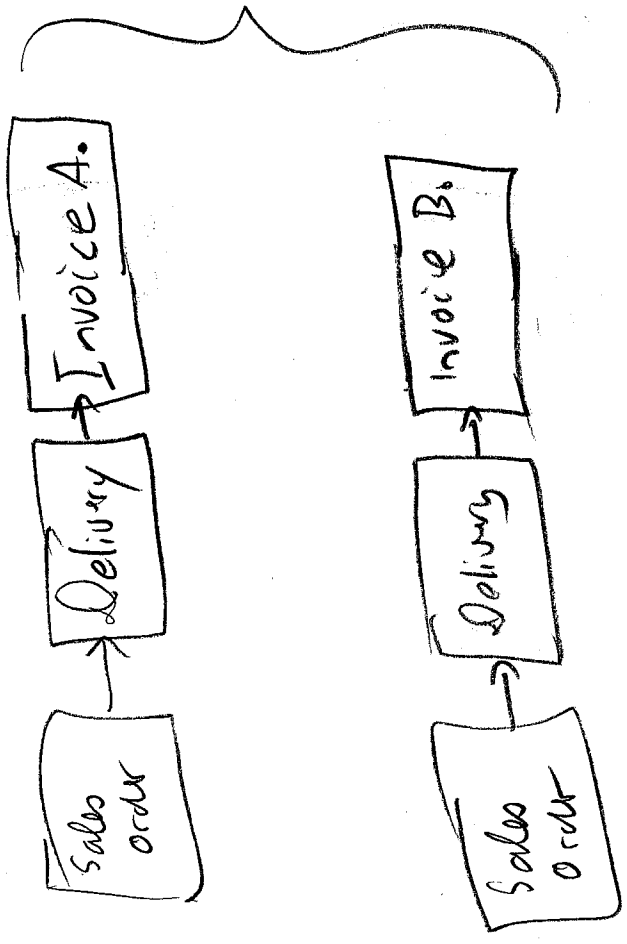 Sales
order
Delivery
Invoice A.
Sales
order
Delivery
Invoice B.